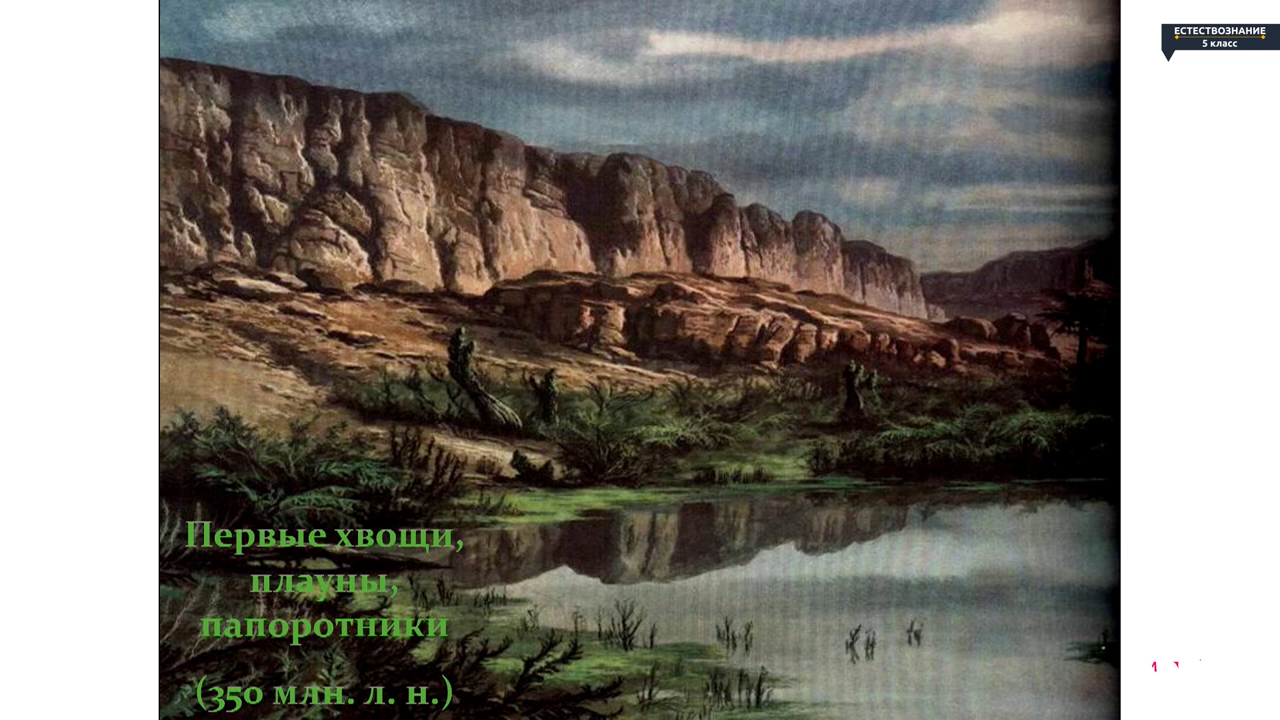 ЕСТЕСТВОЗНАНИЕ
5 класс
Первые хвощи,
плауны,
папоротники
(350 млн. л. н.)